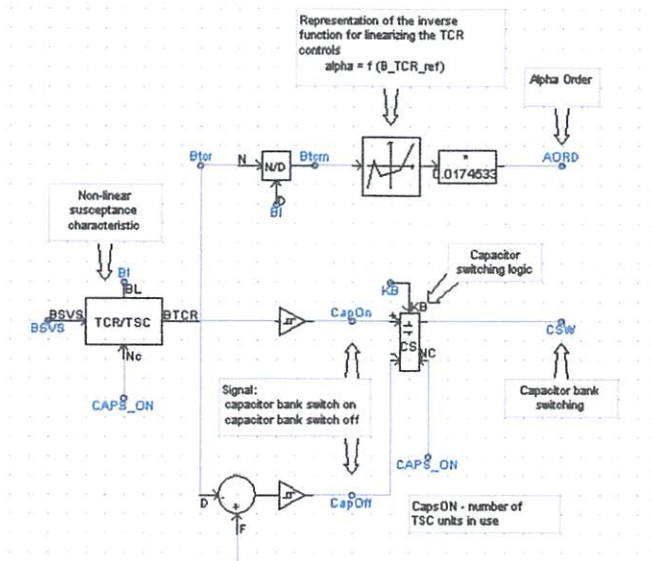 Representation of the inverse
function for linearizing the TCR
controls
alpha = f (B_TCR_ref)
Alpha Order
Btcr
N
N/D
Btcrn
D
BI
*
0.0174533
AORD
Non-linear
susceptance
characteristic
BI
BL
BSVS
BSVS
TCR/TSC
BTCR
Nc
CAPS_ON
CapOn
KB
KB
CS
NC
Capacitor
switching logic
CSW
Capacitor bank
switching
Signal:
capacitor bank switch on
capacitor bank switch off
CAPS_ON
D
-
+
F
CapOff
CapsON - number of
TSC units in use